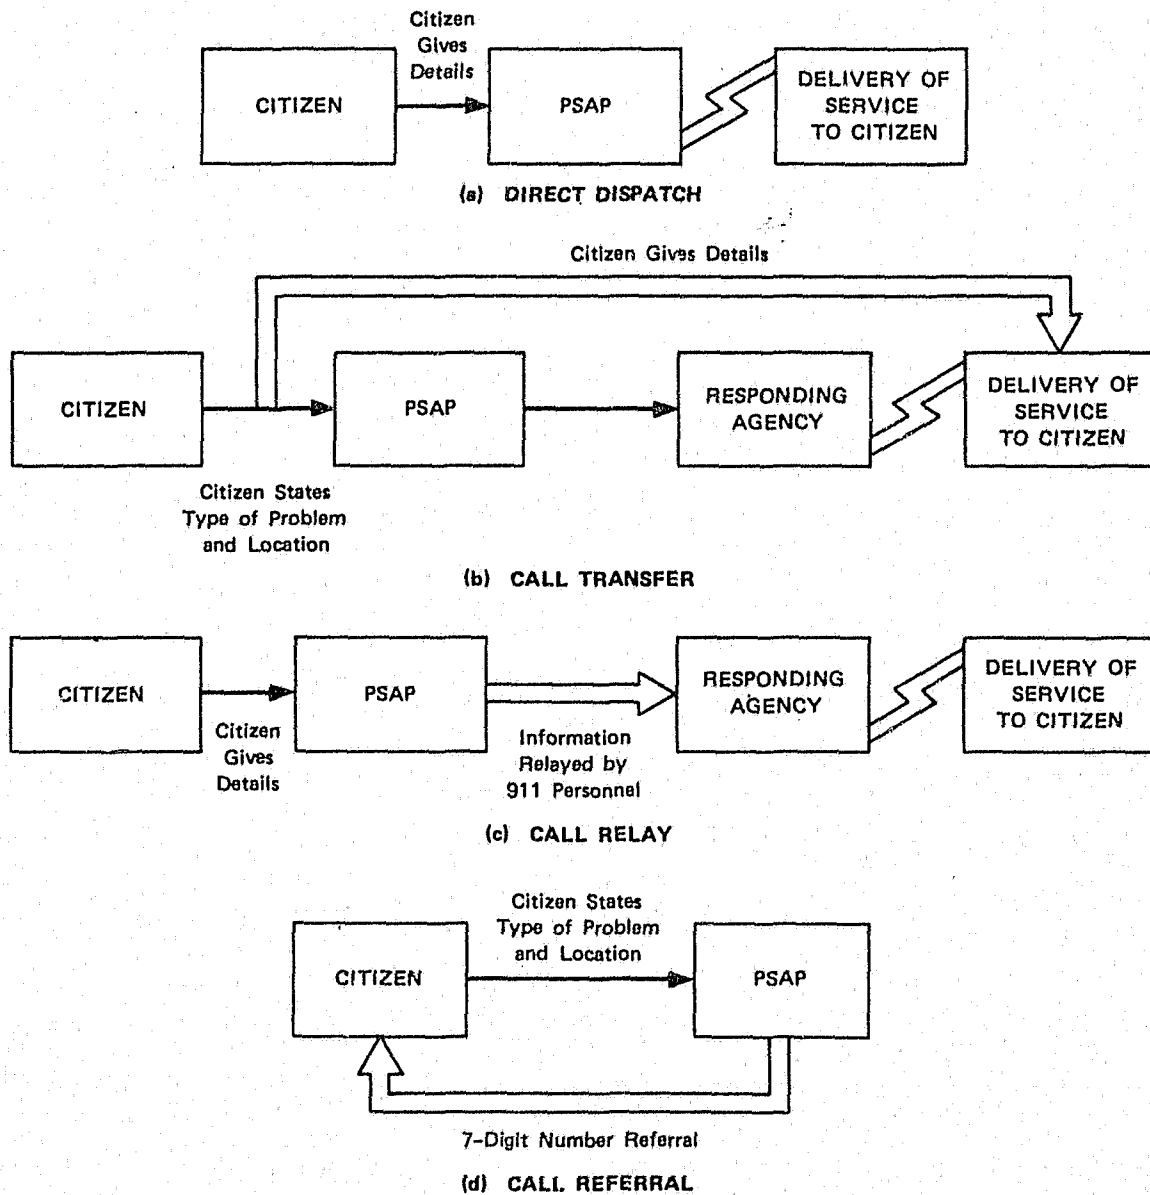 Citizen
Gives
Details
CITIZEN
PSAP
DELIVERY OF
SERVICE
TO CITIZEN
(a) DIRECT DISPATCH
Citizen Gives Details
CITIZEN
PSAP
RESPONDING
AGENCY
DELIVERY OF
SERVICE
TO CITIZEN
Citizen States
Type of Problem
and Location
(b) CALL TRANSFER
CITIZEN
PSAP
RESPONDING
AGENCY
DELIVERY OF
SERVICE
TO CITIZEN
Citizen
Gives
Details
Information
Relayed by
911 Personnel
(c) CALL RELAY
Citizen States
Type of Problem
and Location
CITIZEN
PSAP
7-Digit Number Referral
(d) CALL REFERRAL